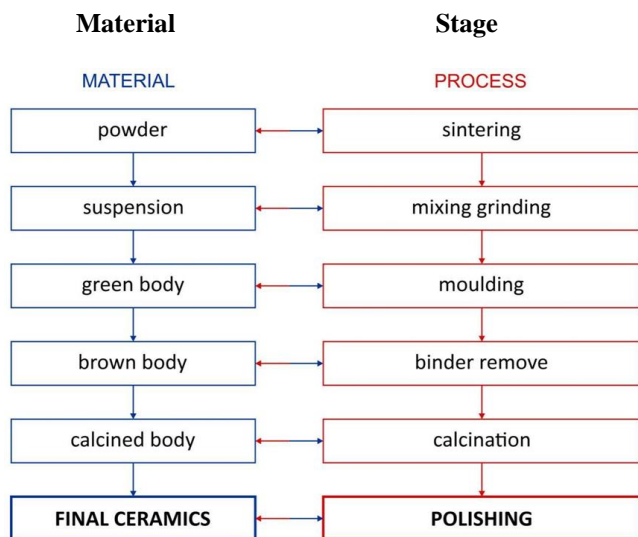 Material Stage
MATERIAL PROCESS
powder sintering
suspension mixing grinding
green body moulding
brown body binder remove
calcined body calcination
FINAL CERAMICS POLISHING